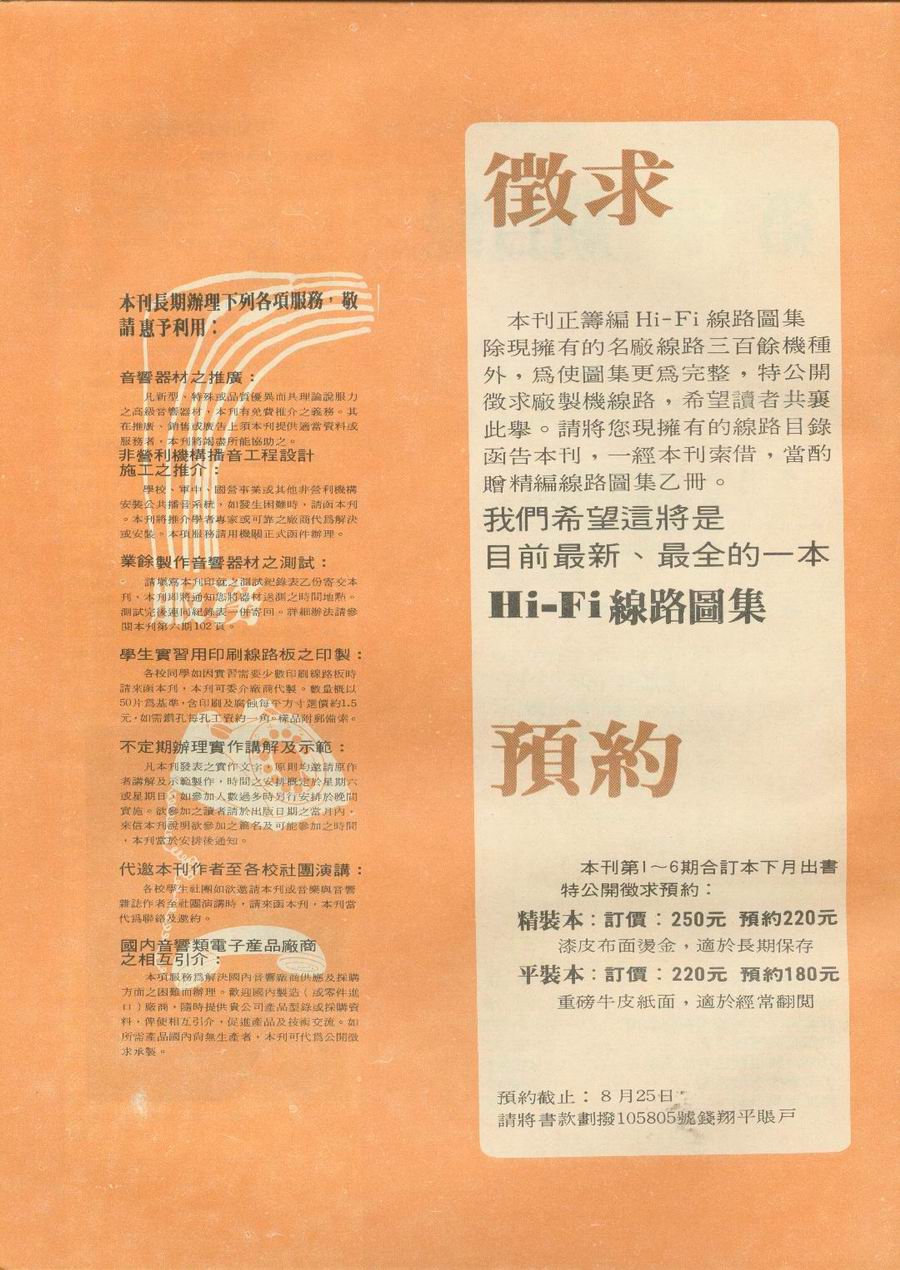 本刊長期辦理下列各項服務，敬
請惠予利用：
音響器材之推廣：
凡新型、特殊或品質優異而具理論說服力
之高級音響器材，本刊有免費推介之義務。其
在推廣、銷售或廣告上須本刊提供適當資料或
服務者，本刊將竭盡所能協助之。
非營利機構播音工程設計
施工之推介：
學校、軍中、國營事業或其他非營利機構
安裝公共播音系統，如發生困難時，請函本刊
。本刊將推介學者專家或可靠之廠商代爲解決
或安裝。本項服務請用機關正式函件辦理。
業餘製作音響器材之測試：
請填寫本刊印就之測試紀錄表乙份寄交本
刊，本刊即將通知您將器材送測之時間地點。
測試完後連同紀錄表一併寄回。詳細辦法請參
閱本刊第六期102頁。
服務
學生實習用印刷線路板之印製：
各校同學如因實習需要少數印刷線路板時
請來函本刊，本刊可委介廠商代製。數量概以
50片爲基準，含印刷及腐蝕每平方寸選價約1.5
元，如需鑽孔每孔工資約一角。樣品附郵備索。
不定期辦理實作講解及示範：
凡本刊發表之實作文字，原則均邀請原作
者講解及示範製作，時間之安排概定於星期六
或星期日，如參加人數過多時另行安排於晚間
實施。欲參加之讀者請於出版日期之當月內，
來信本刊說明欲參加之簽名及可能參加之時間
，本刊當於安排後通知。
代邀本刊作者至各校社團演講：
各校學生社團如欲邀請本刊或音樂與音響
雜誌作者至社團演講時，請來函本刊，本刊當
代爲聯絡及邀約。
國内音響類電子産品廠商
之相互引介：
本項服務爲解決國內音響廠商供應及採購
方面之困難而辦理。歡迎國內製造（或零件進
口）廠商，隨時提供貴公司產品型錄或採購資
料，俾便相互引介，促進產品及技術交流。如
所需產品國內尚無生產者，本刊可代爲公開徵
求承製。
徵求
本刊正籌編Hi-Fi線路圖集
除現擁有的名廠線路三百餘機種
外，爲使圖集更爲完整，特公開
徵求廠製機線路，希望讀者共襄
此擧。請將您現擁有的線路目錄
函告本刊，一經本刊索借，當酌
贈精編線路圖集乙冊。
我們希望這將是
目前最新、最全的一本
Hi-Fi線路圖集
預約
本刊第1～6期合訂本下月出書
特公開徵求預約：
精裝本：訂價：250元 預約220元
漆皮布面燙金，適於長期保存
平裝本：訂價：220元 預約180元
重磅牛皮紙面，適於經常翻閱
預約截止：8月25日
請將書款劃撥105805號錢翔平賬戶